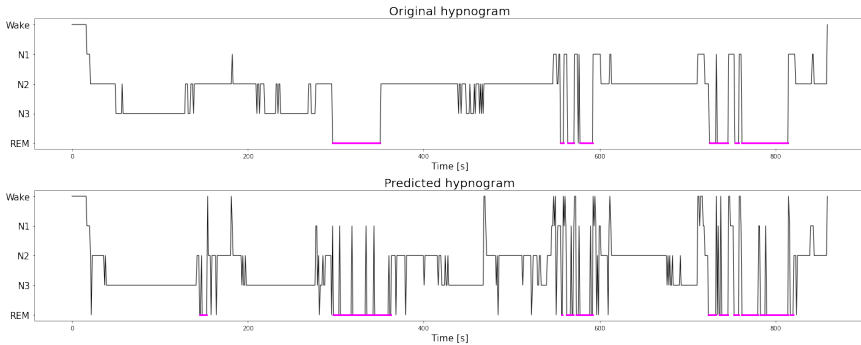 Original hypnogram
Wake
N1
N2
N3
REM
0 200 400 600 800
Time [s]
Predicted hypnogram
Wake
N1
N2
N3
REM
0 200 400 600 800
Time [s]